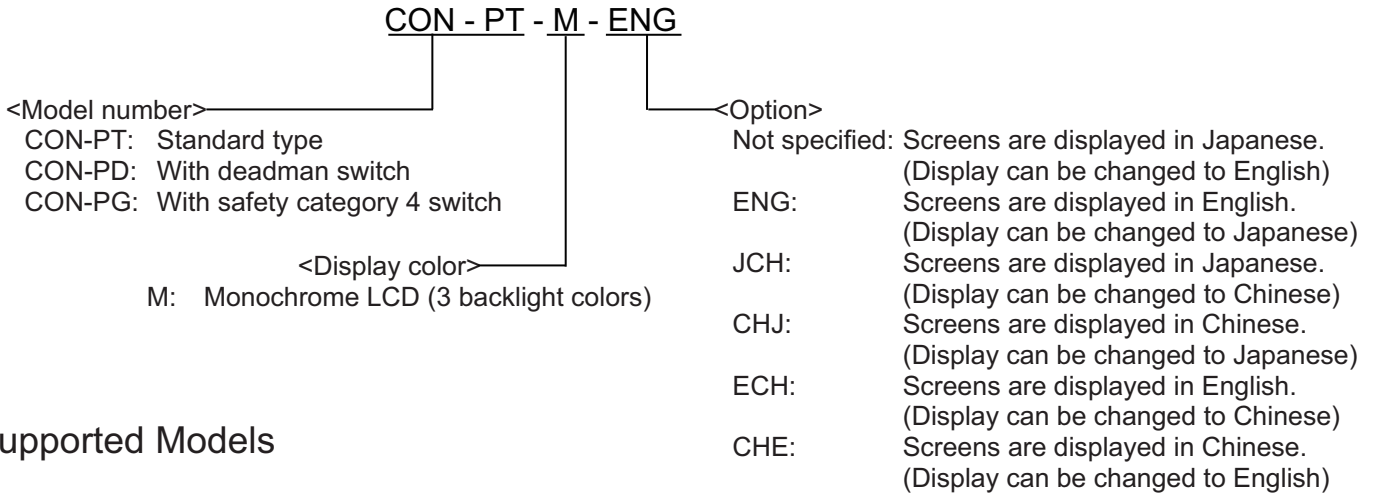 CON - PT - M - ENG
<Model number>
CON-PT: Standard type
CON-PD: With deadman switch
CON-PG: With safety category 4 switch
<Display color>
M: Monochrome LCD (3 backlight colors)
<Option>
Not specified: Screens are displayed in Japanese.
(Display can be changed to English)
ENG: Screens are displayed in English.
(Display can be changed to Japanese)
JCH: Screens are displayed in Japanese.
(Display can be changed to Chinese)
CHJ: Screens are displayed in Chinese.
(Display can be changed to Japanese)
ECH: Screens are displayed in English.
(Display can be changed to Chinese)
CHE: Screens are displayed in Chinese.
(Display can be changed to English)
upported Models